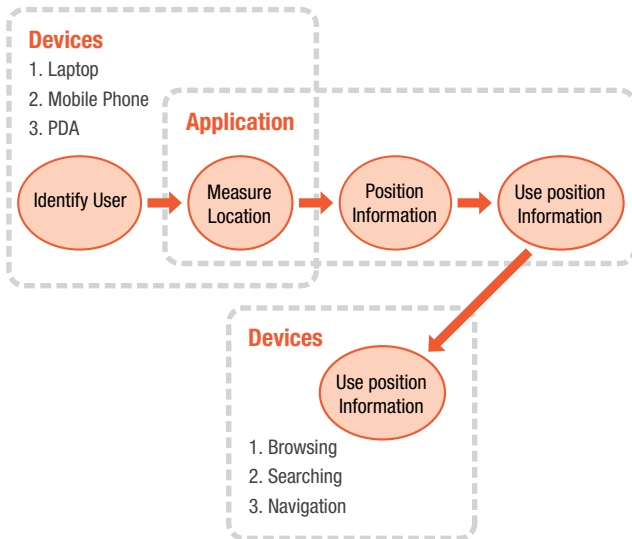 Devices
1. Laptop
2. Mobile Phone
3. PDA
Application
Identify User
Measure
Location
Position
Information
Use position
Information
Devices
Use position
Information
1. Browsing
2. Searching
3. Navigation